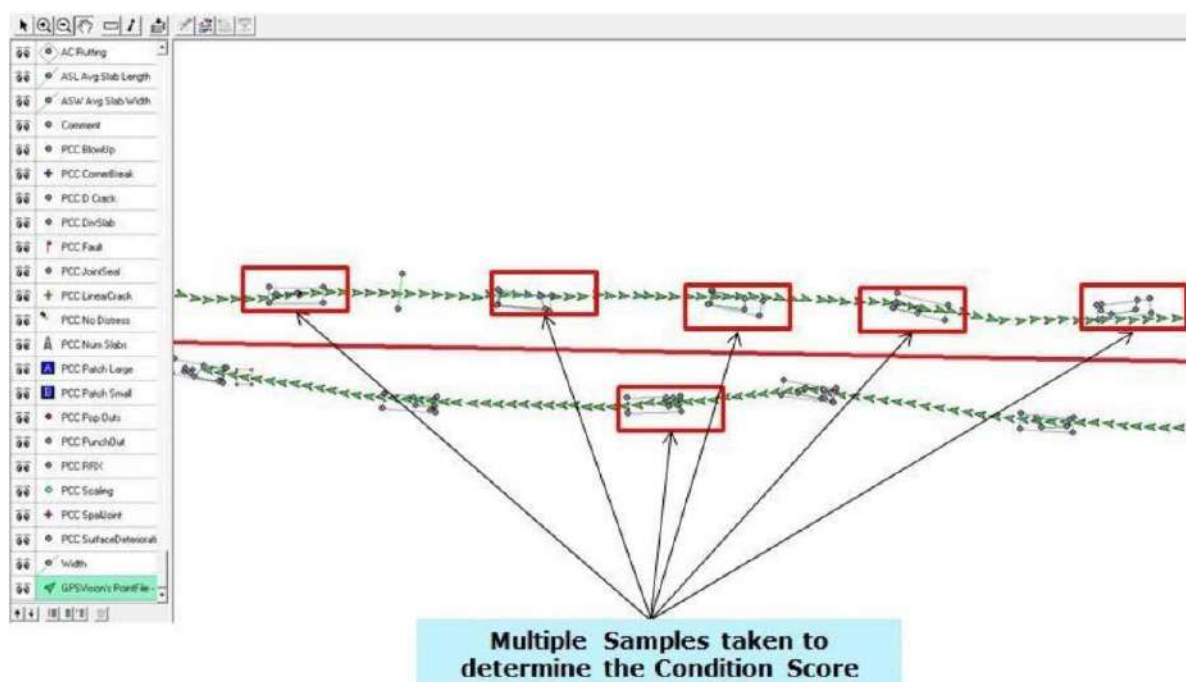 AC Rutting
ASL Avg Slab Length
ASW Avg Slab Width
Comment
PCC BlowUp
PCC CornerBreak
PCC D Crack
PCC DivSlab
PCC Fault
PCC JointSeal
PCC LinearCrack
PCC No Distress
PCC Num Slabs
A PCC Patch Large
B PCC Patch Small
PCC Pop Outs
PCC PunchOut
PCC RRX
PCC Scaling
PCC SpallJoint
PCC SurfaceDeteriorati
Width
GPSVision's PointFile -
Multiple Samples taken to
determine the Condition Score